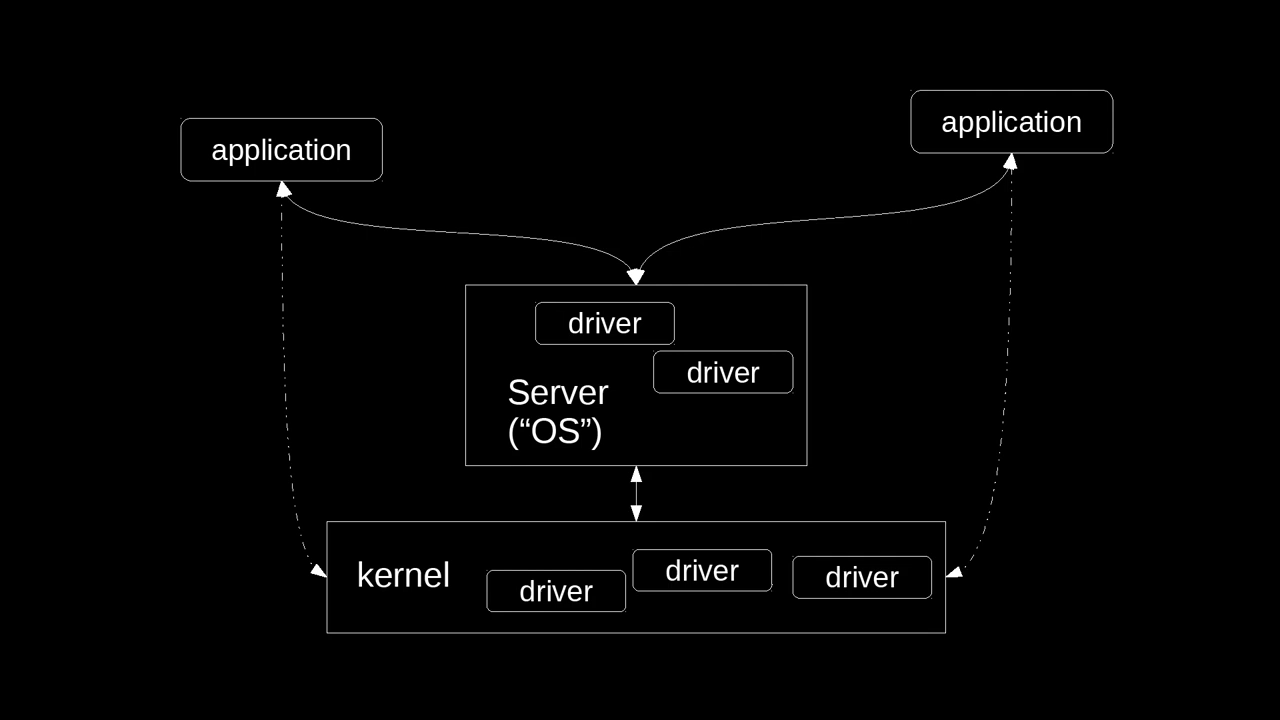 application
application
driver
driver
Server
(“OS”)
kernel
driver
driver
driver